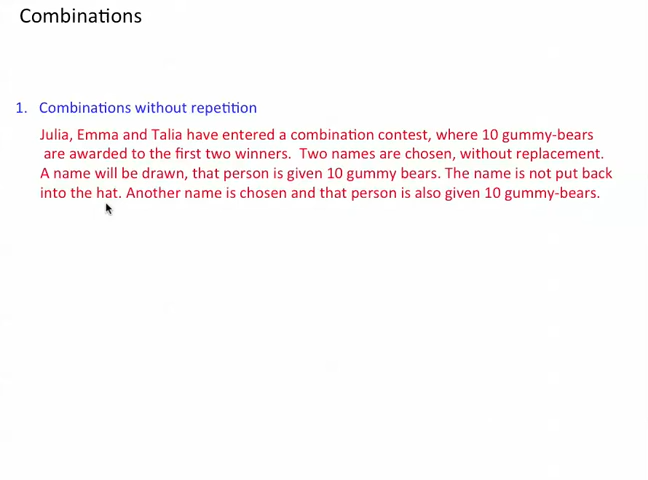 Combinations
1. Combinations without repetition
Julia, Emma and Talia have entered a combination contest, where 10 gummy-bears
are awarded to the first two winners. Two names are chosen, without replacement.
A name will be drawn, that person is given 10 gummy bears. The name is not put back
into the hat. Another name is chosen and that person is also given 10 gummy-bears.